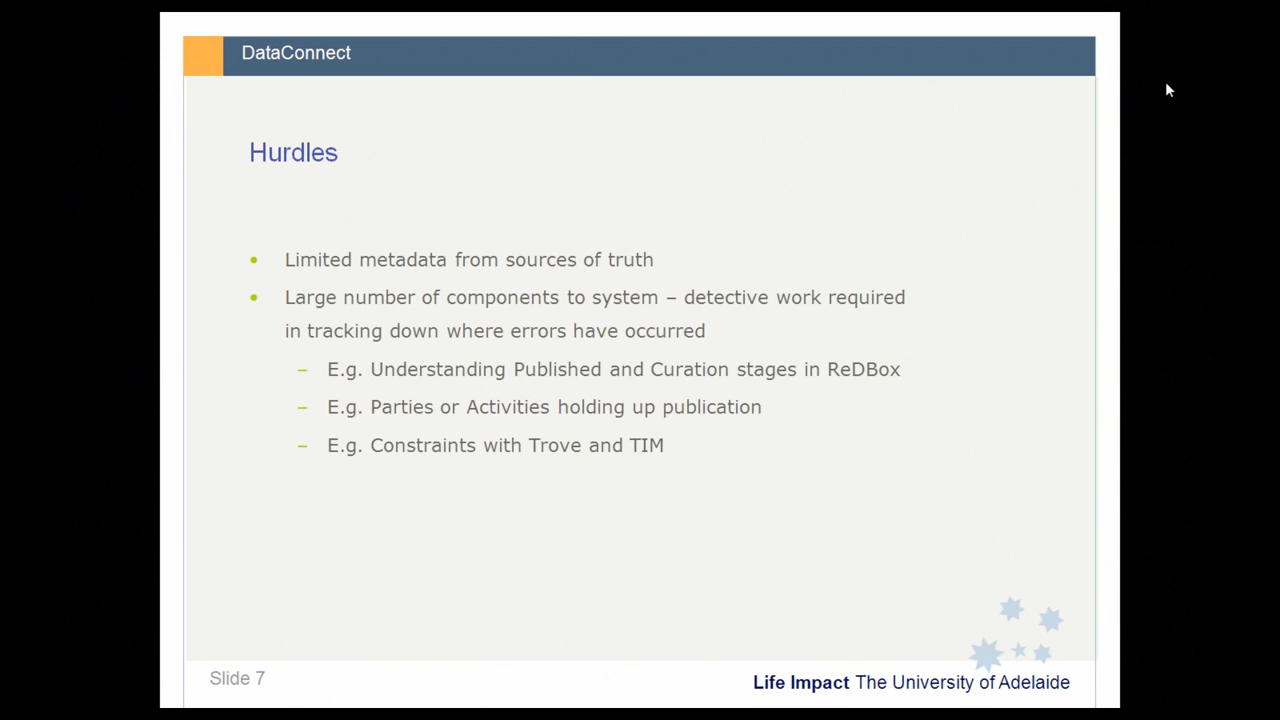 DataConnect
Hurdles
• Limited metadata from sources of truth
• Large number of components to system – detective work required
in tracking down where errors have occurred
– E.g. Understanding Published and Curation stages in ReDBox
– E.g. Parties or Activities holding up publication
– E.g. Constraints with Trove and TIM
Slide 7
Life Impact The University of Adelaide